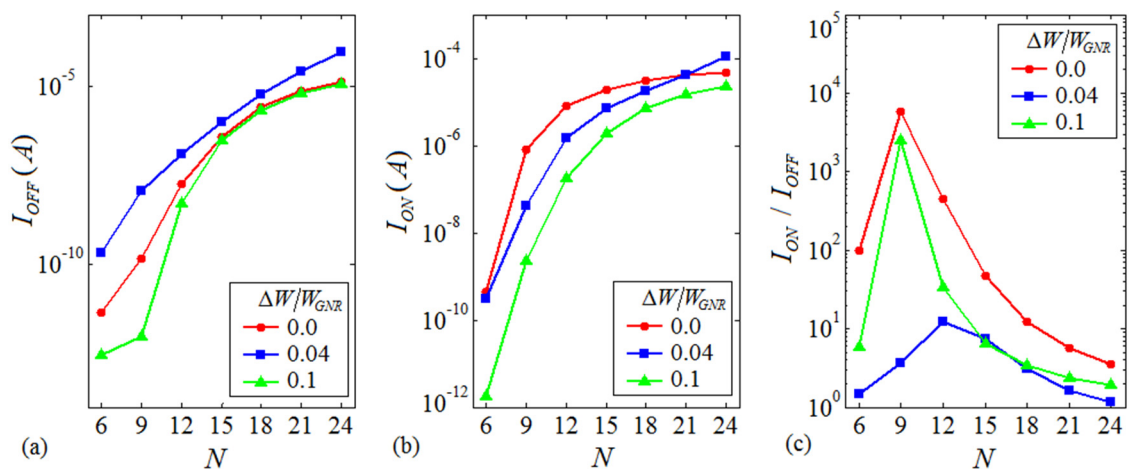 I_OFF (A)
10^-5
10^-10
ΔW/W_GNR
0.0
0.04
0.1
6 9 12 15 18 21 24
(a)
N
I_ON (A)
10^-4
10^-6
10^-8
10^-10
10^-12
ΔW/W_GNR
0.0
0.04
0.1
6 9 12 15 18 21 24
(b)
N
I_ON / I_OFF
10^5
10^4
10^3
10^2
10^1
10^0
ΔW/W_GNR
0.0
0.04
0.1
6 9 12 15 18 21 24
(c)
N